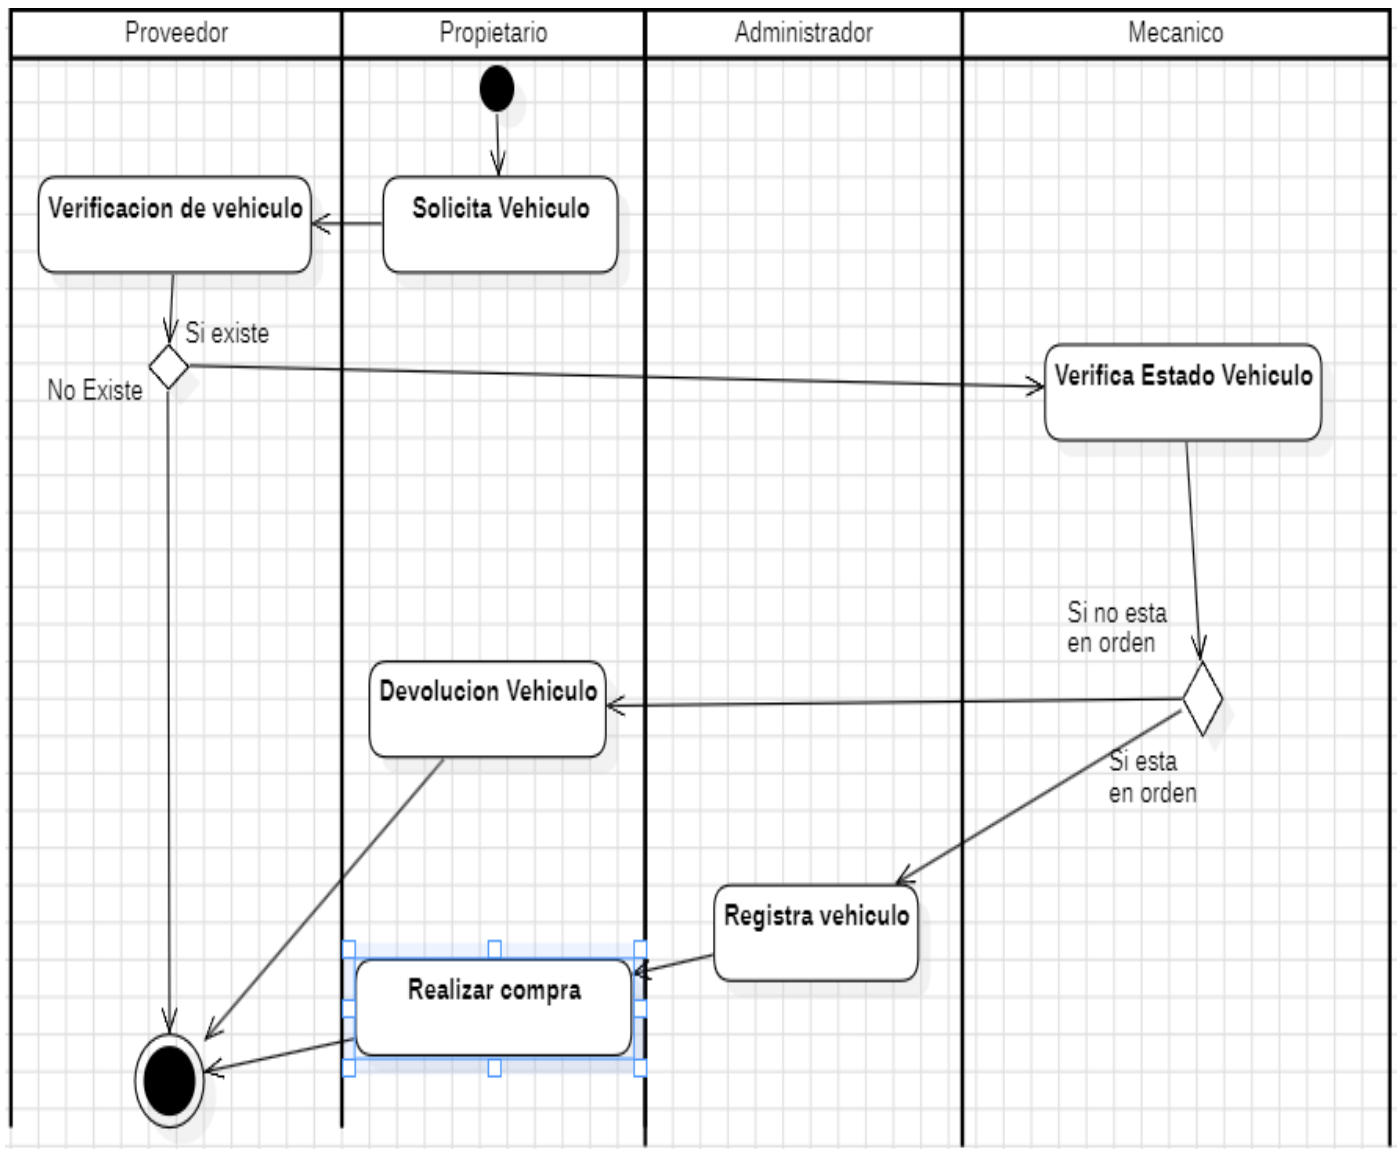 Proveedor
Propietario
Administrador
Mecanico
Verificacion de vehiculo
Solicita Vehiculo
Si existe
No Existe
Verifica Estado Vehiculo
Si no esta
en orden
Devolucion Vehiculo
Si esta
en orden
Registra vehiculo
Realizar compra